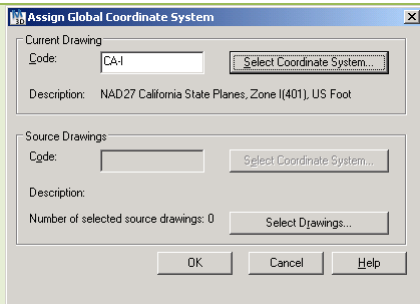 Assign Global Coordinate System
Current Drawing
Code: CA-I Select Coordinate System...
Description: NAD27 California State Planes, Zone I(401), US Foot
Source Drawings
Code: Select Coordinate System...
Description:
Number of selected source drawings: 0 Select Drawings...
OK Cancel Help